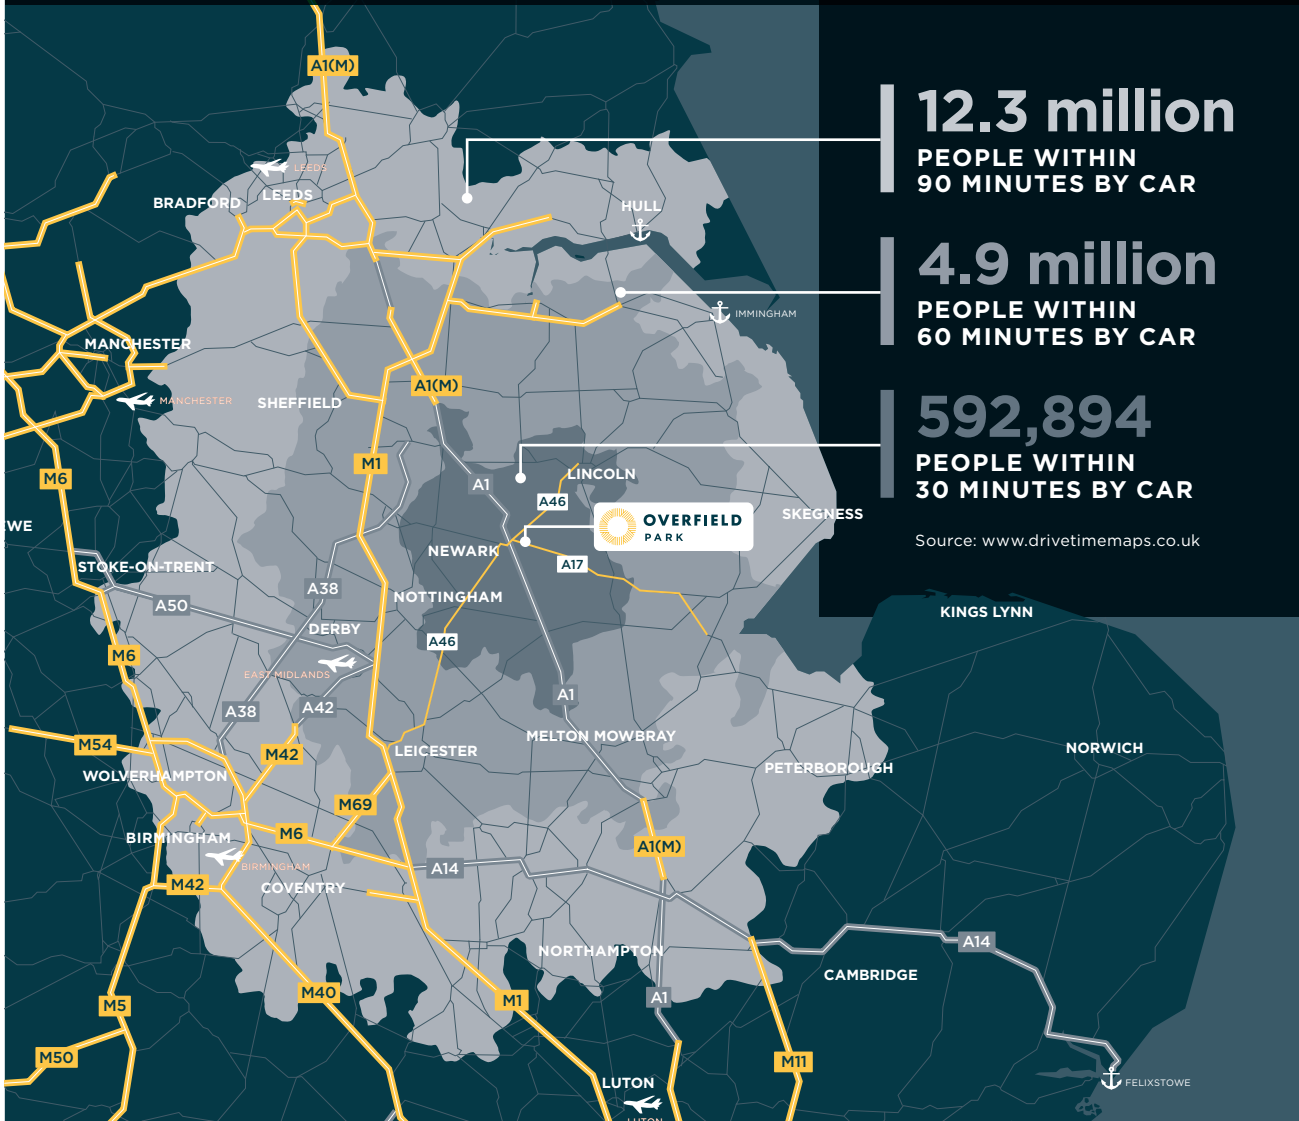 A1(M)
12.3 million
PEOPLE WITHIN
90 MINUTES BY CAR
LEEDS
LEEDS
BRADFORD
HULL
4.9 million
PEOPLE WITHIN
60 MINUTES BY CAR
IMMINGHAM
MANCHESTER
MANCHESTER
SHEFFIELD
A1(M)
592,894
PEOPLE WITHIN
30 MINUTES BY CAR
M1
M6
A1
LINCOLN
A46
SKEGNESS
EWE
OVERFIELD
PARK
Source: www.drivetimemaps.co.uk
NEWARK
A17
STOKE-ON-TRENT
A38
NOTTINGHAM
A50
KINGS LYNN
DERBY
A46
M6
EAST MIDLANDS
A1
A38
A42
MELTON MOWBRAY
M54
M42
LEICESTER
NORWICH
WOLVERHAMPTON
PETERBOROUGH
M69
BIRMINGHAM
M6
A1(M)
BIRMINGHAM
A14
M42
COVENTRY
NORTHAMPTON
A14
CAMBRIDGE
M40
M1
A1
M5
M50
M11
LUTON
FELIXSTOWE
LUTON